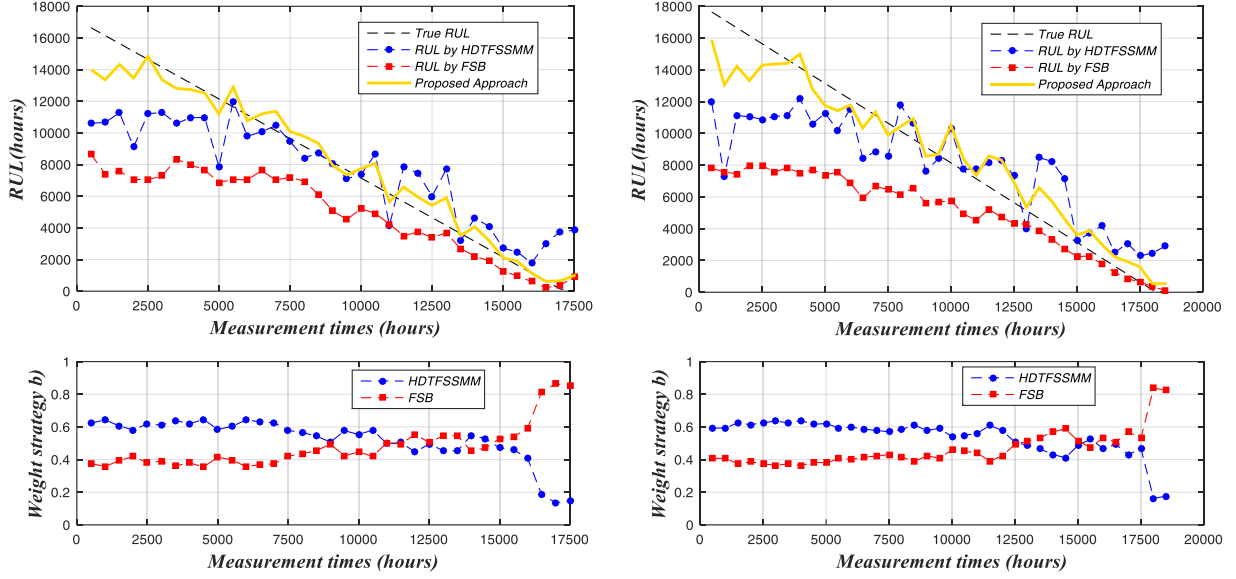 18000
16000
14000
12000
10000
8000
6000
4000
2000
0
RUL(hours)
True RUL
RUL by HDTFSSMM
RUL by FSB
Proposed Approach
0 2500 5000 7500 10000 12500 15000 17500
Measurement times (hours)
18000
16000
14000
12000
10000
8000
6000
4000
2000
0
RUL(hours)
True RUL
RUL by HDTFSSMM
RUL by FSB
Proposed Approach
0 2500 5000 7500 10000 12500 15000 17500 20000
Measurement times (hours)
1
0.8
0.6
0.4
0.2
0
Weight strategy b)
HDTFSSMM
FSB
0 2500 5000 7500 10000 12500 15000 17500
Measurement times (hours)
1
0.8
0.6
0.4
0.2
0
Weight strategy b)
HDTFSSMM
FSB
0 2500 5000 7500 10000 12500 15000 17500 20000
Measurement times (hours)